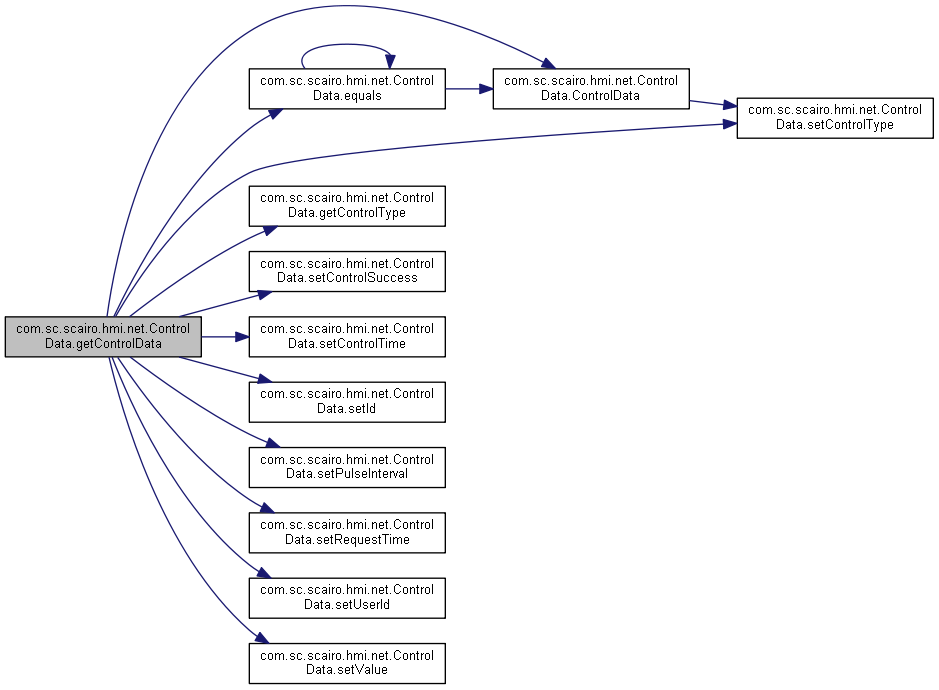 com.sc.scairo.hmi.net.Control
Data.getControlData
com.sc.scairo.hmi.net.Control
Data.equals
com.sc.scairo.hmi.net.Control
Data.ControlData
com.sc.scairo.hmi.net.Control
Data.setControlType
com.sc.scairo.hmi.net.Control
Data.getControlType
com.sc.scairo.hmi.net.Control
Data.setControlSuccess
com.sc.scairo.hmi.net.Control
Data.setControlTime
com.sc.scairo.hmi.net.Control
Data.setId
com.sc.scairo.hmi.net.Control
Data.setPulseInterval
com.sc.scairo.hmi.net.Control
Data.setRequestTime
com.sc.scairo.hmi.net.Control
Data.setUserId
com.sc.scairo.hmi.net.Control
Data.setValue